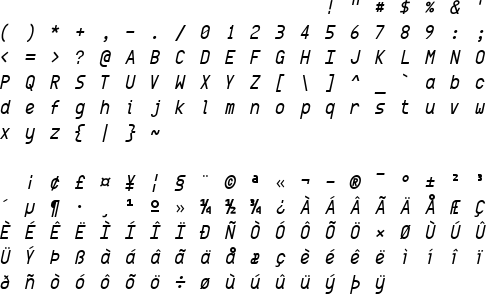 ! " # $ % & '
( ) * + , - . / 0 1 2 3 4 5 6 7 8 9 : ;
< = > ? @ A B C D E F G H I J K L M N O
P Q R S T U V W X Y Z [ \ ] ^ _ ` a b c
d e f g h i j k l m n o p q r s t u v w
x y z { | } ~
¡ ¢ £ ¤ ¥ ¦ § ¨ © ª « ¬ - ® ¯ ° ± ² ³
´ µ ¶ · ¸ ¹ º » ¼ ½ ¾ ¿ À Á Â Ã Ä Å Æ Ç
È É Ê Ë Ì Í Î Ï Ð Ñ Ò Ó Ô Õ Ö × Ø Ù Ú Û
Ü Ý Þ ß à á â ã ä å æ ç è é ê ë ì í î ï
ð ñ ò ó ô õ ö ÷ ø ù ú û ü ý þ ÿ